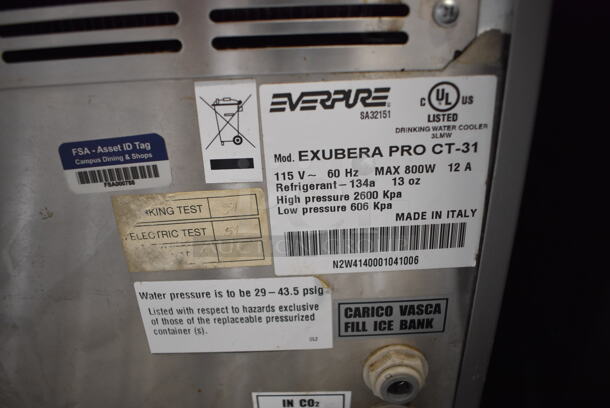 EVERPURE
SA32151
C UL US
LISTED
DRINKING WATER COOLER
3LMW
Mod. EXUBERA PRO CT-31
115 V~ 60 Hz MAX 800W 12 A
Refrigerant-134a 13 oz
High pressure 2600 Kpa
Low pressure 606 Kpa
MADE IN ITALY
N2W4140001041006
FSA - Asset ID Tag
Campus Dining & Shops
FSA000756
KING TEST
ELECTRIC TEST
Water pressure is to be 29-43.5 psig
Listed with respect to hazards exclusive
of those of the replaceable pressurized
container (s).
CARICO VASCA
FILL ICE BANK
IN CO2